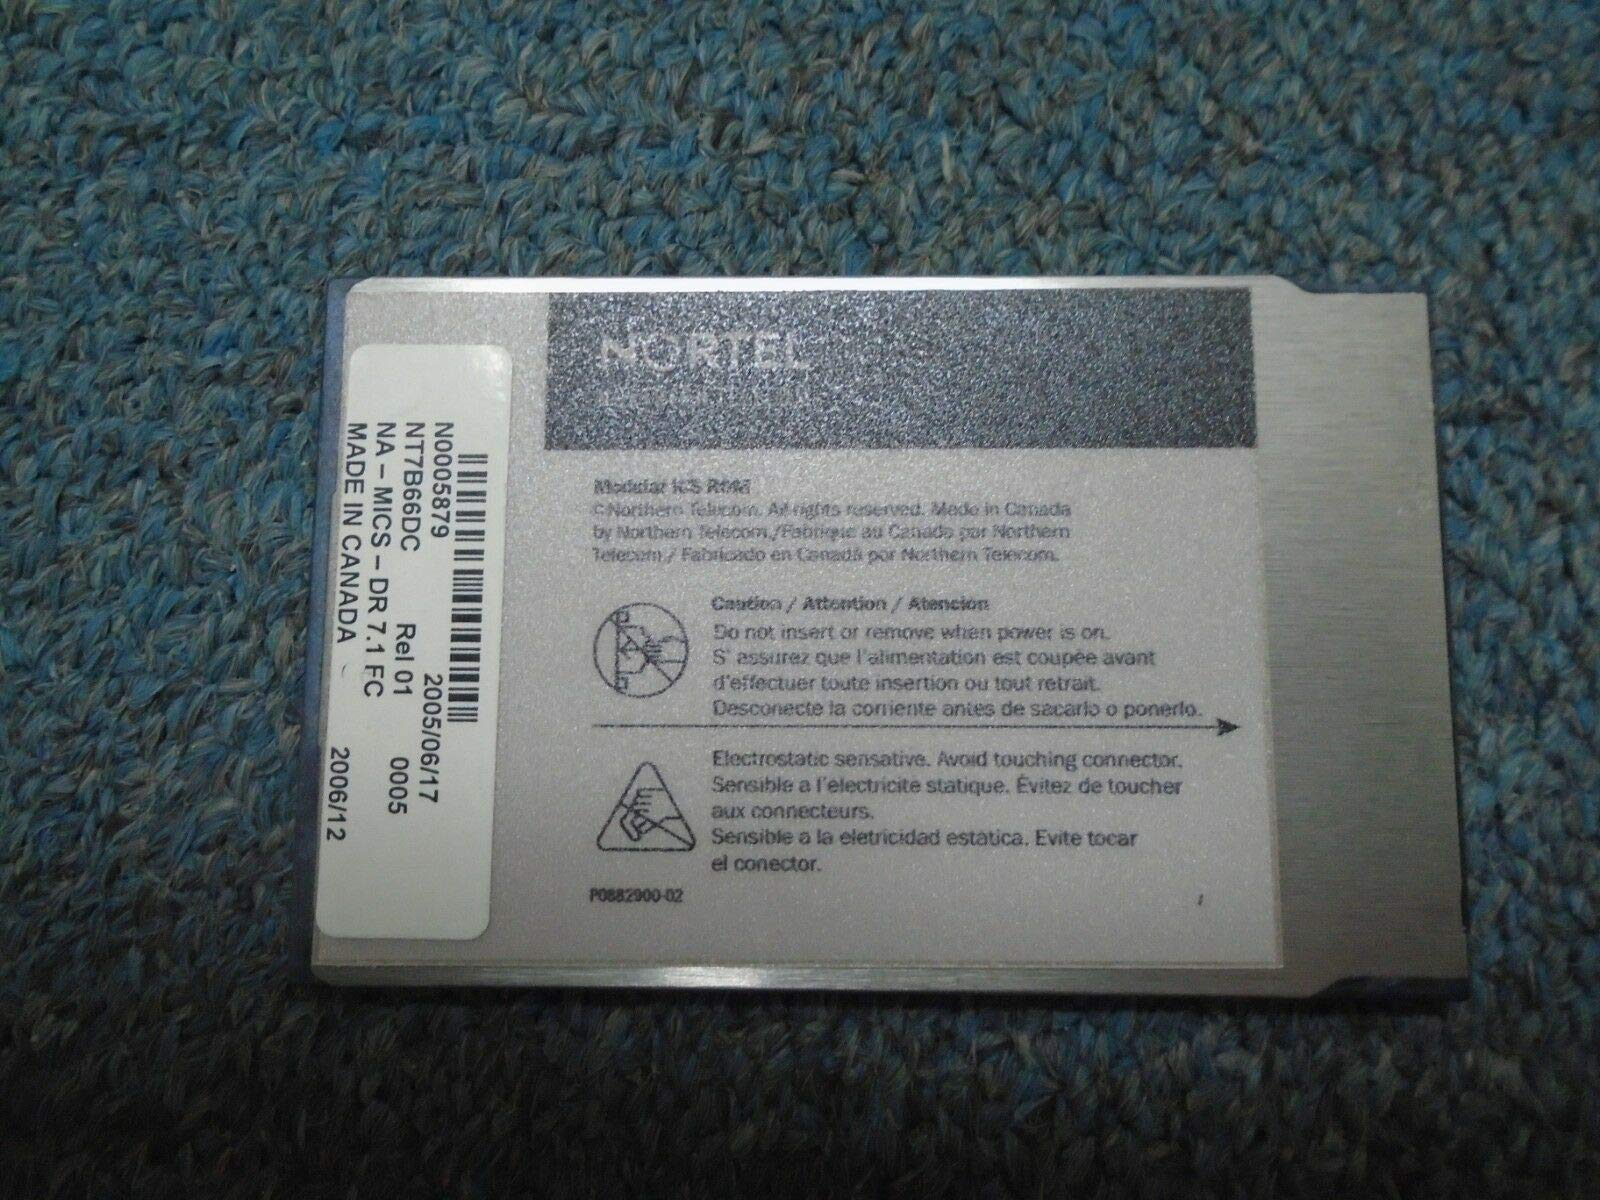 NORTEL
Modular ICS ROM
©Northern Telecom. All rights reserved. Made in Canada
by Northern Telecom./Fabrique au Canada par Northern
Telecom./ Fabricado en Canadá por Northern Telecom.
Caution / Attention / Atencion
Do not insert or remove when power is on.
S' assurez que l'alimentation est coupée avant
d'effectuer toute insertion ou tout retrait.
Desconecte la corriente antes de sacarlo o ponerlo.
Electrostatic sensative. Avoid touching connector.
Sensible a l'electricite statique. Évitez de toucher
aux connecteurs.
Sensible a la eletricidad estática. Evite tocar
el conector.
P0882900-02
N0005879 2005/06/17
NT7B66DC Rel 01 0005
NA – MICS – DR 7.1 FC
MADE IN CANADA 2006/12